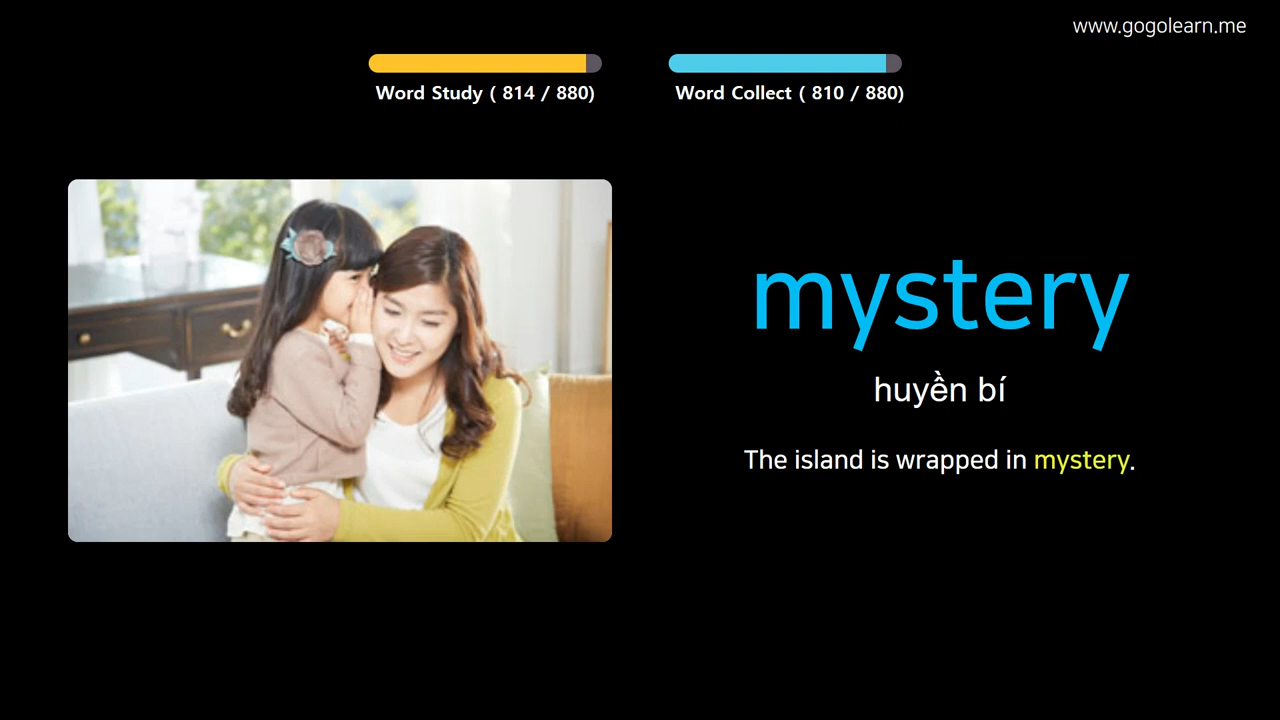 www.gogolearn.me
Word Study ( 814 / 880)
Word Collect ( 810 / 880)
mystery
huyền bí
The island is wrapped in mystery.